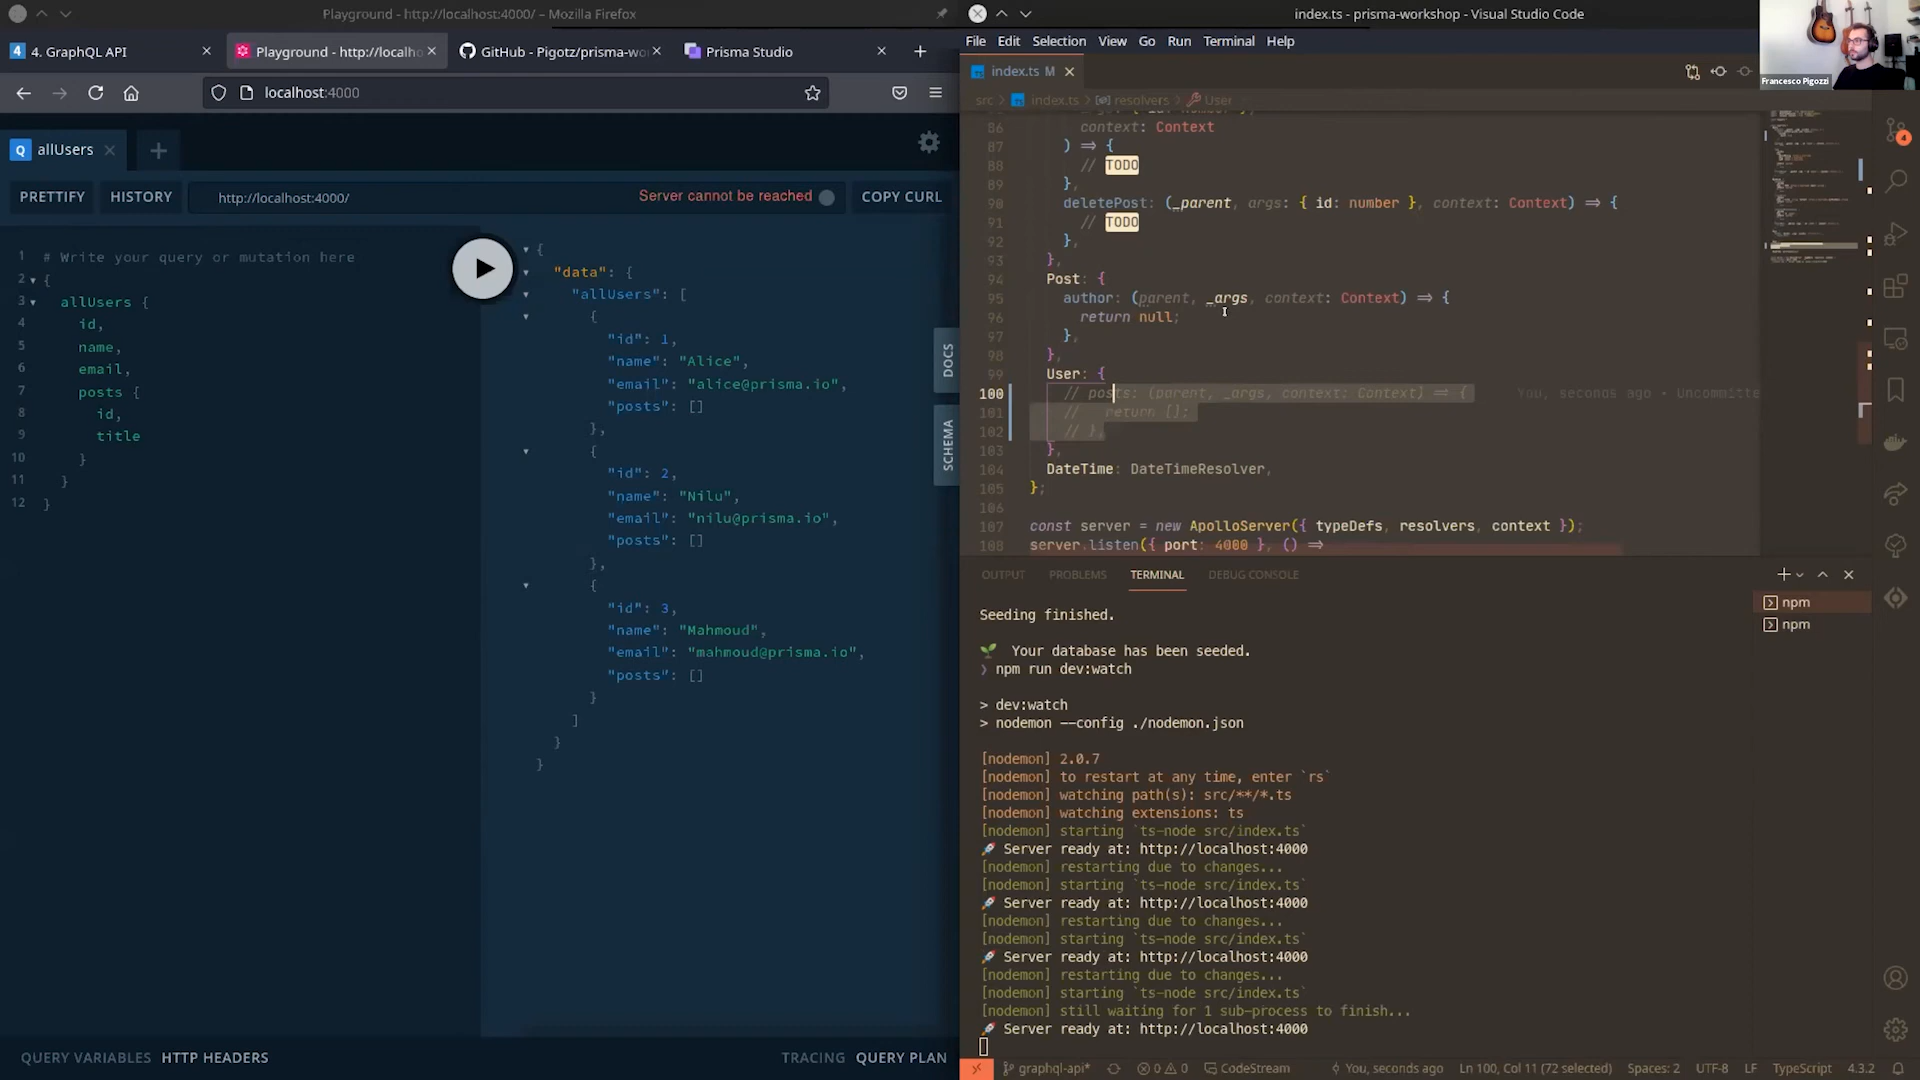 Playground - http://localhost:4000/ – Mozilla Firefox
4 4. GraphQL API
Playground - http://localho
GitHub - Pigotz/prisma-wo
Prisma Studio
localhost:4000
Q allUsers
PRETTIFY
HISTORY
http://localhost:4000/
Server cannot be reached
COPY CURL
1 # Write your query or mutation here
2 {
3 allUsers {
4 id,
5 name,
6 email,
7 posts {
8 id,
9 title
10 }
11 }
12 }
{
"data": {
"allUsers": [
{
"id": 1,
"name": "Alice",
"email": "alice@prisma.io",
"posts": []
},
{
"id": 2,
"name": "Nilu",
"email": "nilu@prisma.io",
"posts": []
},
{
"id": 3,
"name": "Mahmoud",
"email": "mahmoud@prisma.io",
"posts": []
}
]
}
}
DOCS
SCHEMA
QUERY VARIABLES
HTTP HEADERS
TRACING
QUERY PLAN
index.ts - prisma-workshop - Visual Studio Code
File Edit Selection View Go Run Terminal Help
index.ts M
src > index.ts > resolvers > User
86 context: Context
87 ) => {
88 // TODO
89 },
90 deletePost: (_parent, args: { id: number }, context: Context) => {
91 // TODO
92 },
93 },
94 Post: {
95 author: (parent, _args, context: Context) => {
96 return null;
97 },
98 },
99 User: {
100 // posts: (parent, _args, context: Context) => { You, seconds ago • Uncommitte
101 // return [];
102 // },
103 },
104 DateTime: DateTimeResolver,
105 };
106
107 const server = new ApolloServer({ typeDefs, resolvers, context });
108 server.listen({ port: 4000 }, () =>
OUTPUT PROBLEMS TERMINAL DEBUG CONSOLE
npm
npm
Seeding finished.
Your database has been seeded.
❯ npm run dev:watch
> dev:watch
> nodemon --config ./nodemon.json
[nodemon] 2.0.7
[nodemon] to restart at any time, enter `rs`
[nodemon] watching path(s): src/**/*.ts
[nodemon] watching extensions: ts
[nodemon] starting `ts-node src/index.ts`
🚀 Server ready at: http://localhost:4000
[nodemon] restarting due to changes...
[nodemon] starting `ts-node src/index.ts`
🚀 Server ready at: http://localhost:4000
[nodemon] restarting due to changes...
[nodemon] starting `ts-node src/index.ts`
🚀 Server ready at: http://localhost:4000
[nodemon] restarting due to changes...
[nodemon] starting `ts-node src/index.ts`
[nodemon] still waiting for 1 sub-process to finish...
🚀 Server ready at: http://localhost:4000
graphql-api* 0 0 CodeStream You, seconds ago Ln 100, Col 11 (72 selected) Spaces: 2 UTF-8 LF TypeScript 4.3.2
Francesco Pigozzi
4